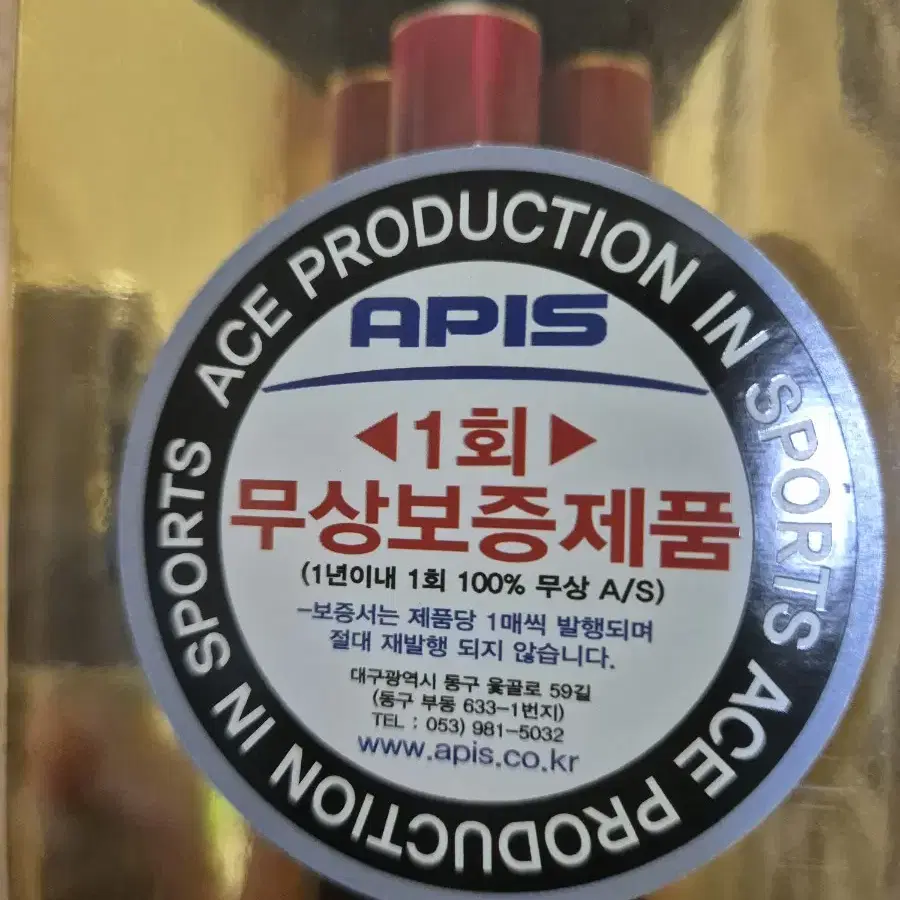 ACE PRODUCTION IN SPORTS ACE PRODUCTION IN SPORTS
APIS
◀1회▶
무상보증제품
(1년이내 1회 100% 무상 A/S)
-보증서는 제품당 1매씩 발행되며
절대 재발행 되지 않습니다.
대구광역시 동구 옻골로 59길
(동구 부동 633-1번지)
TEL : 053) 981-5032
www.apis.co.kr